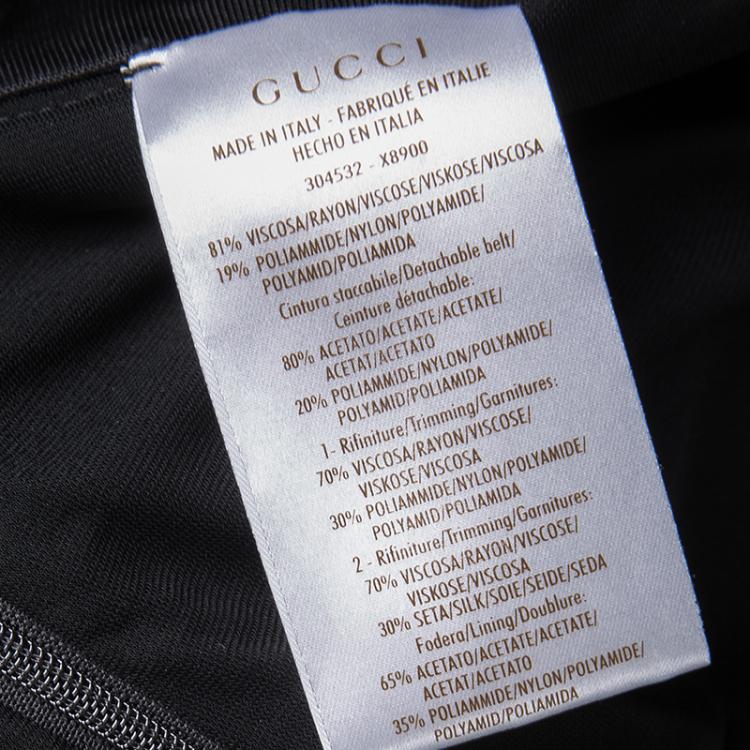 GUCCI
MADE IN ITALY - FABRIQUÉ EN ITALIE
HECHO EN ITALIA
304532 - X8900
81% VISCOSA/RAYON/VISCOSE/VISKOSE/VISCOSA
19% POLIAMMIDE/NYLON/POLYAMIDE/
POLYAMID/POLIAMIDA
Cintura staccabile/Detachable belt/
Ceinture détachable:
80% ACETATO/ACETATE/ACETATE/
ACETAT/ACETATO
20% POLIAMMIDE/NYLON/POLYAMIDE/
POLYAMID/POLIAMIDA
1- Rifiniture/Trimming/Garnitures:
70% VISCOSA/RAYON/VISCOSE/
VISKOSE/VISCOSA
30% POLIAMMIDE/NYLON/POLYAMIDE/
POLYAMID/POLIAMIDA
2 - Rifiniture/Trimming/Garnitures:
70% VISCOSA/RAYON/VISCOSE/
VISKOSE/VISCOSA
30% SETA/SILK/SOIE/SEIDE/SEDA
Fodera/Lining/Doublure:
65% ACETATO/ACETATE/ACETATE/
ACETAT/ACETATO
35% POLIAMMIDE/NYLON/POLYAMIDE/
POLYAMID/POLIAMIDA